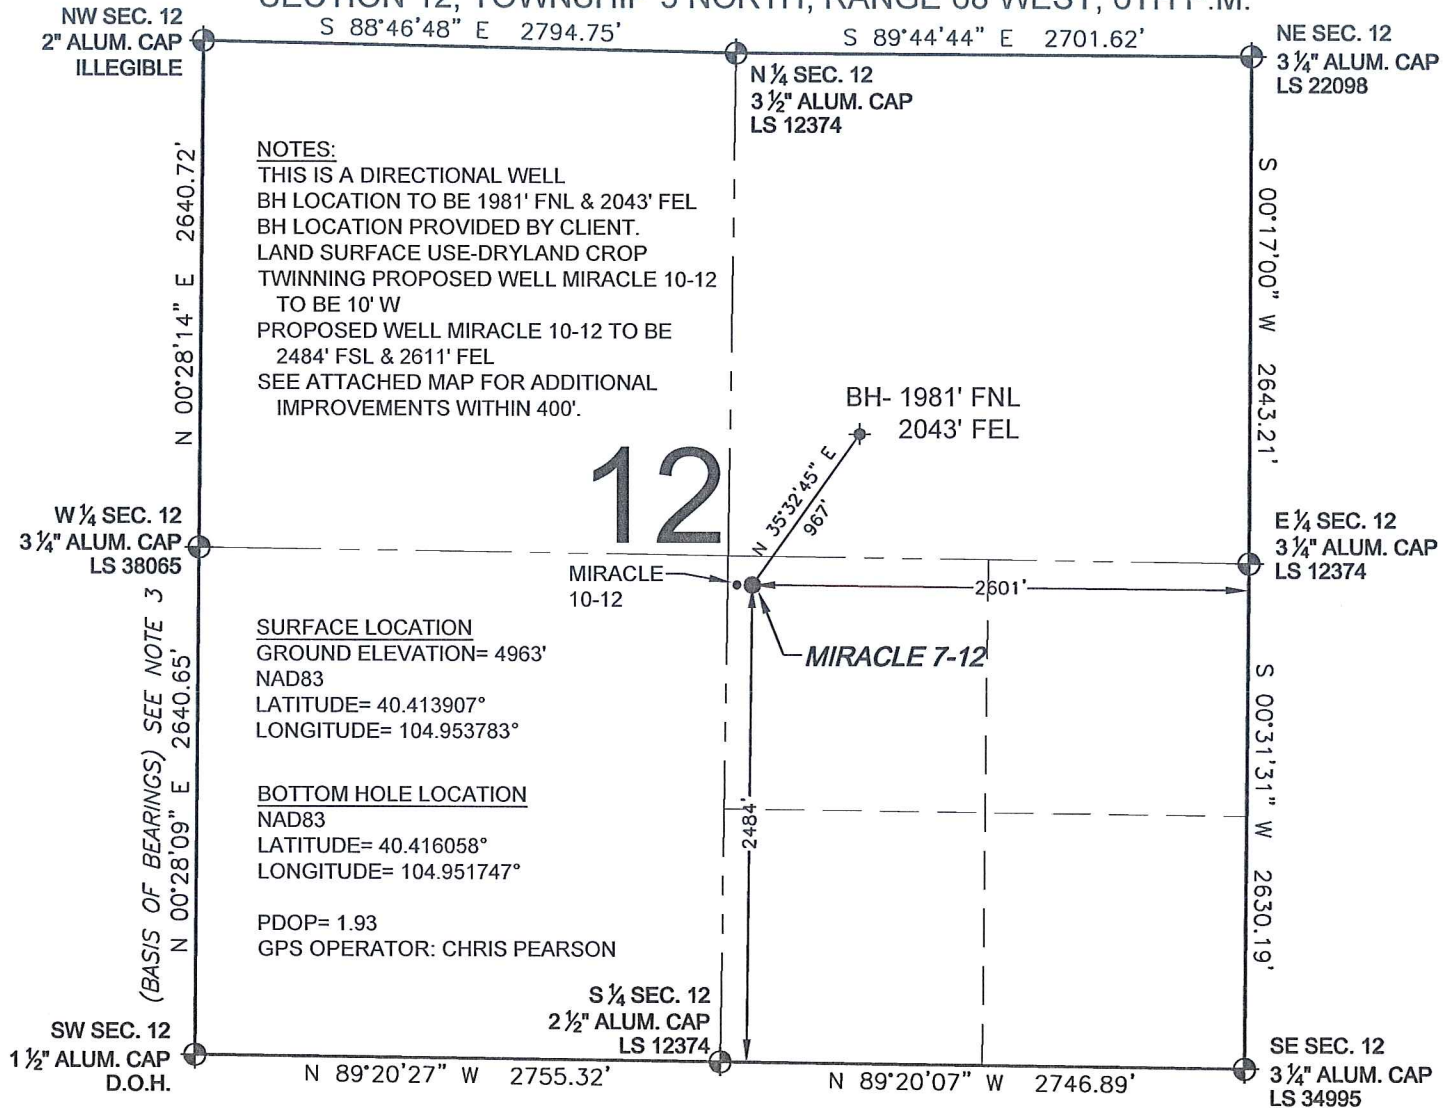 SECTION 12, TOWNSHIP 5 NORTH, RANGE 68 WEST, 6TH P.M.
NW SEC. 12
2" ALUM. CAP
ILLEGIBLE
S 88°46'48" E 2794.75'
S 89°44'44" E 2701.62'
NE SEC. 12
3 ¼" ALUM. CAP
LS 22098
N ¼ SEC. 12
3 ½" ALUM. CAP
LS 12374
N 00°28'14" E 2640.72'
NOTES:
THIS IS A DIRECTIONAL WELL
BH LOCATION TO BE 1981' FNL & 2043' FEL
BH LOCATION PROVIDED BY CLIENT.
LAND SURFACE USE-DRYLAND CROP
TWINNING PROPOSED WELL MIRACLE 10-12
TO BE 10' W
PROPOSED WELL MIRACLE 10-12 TO BE
2484' FSL & 2611' FEL
SEE ATTACHED MAP FOR ADDITIONAL
IMPROVEMENTS WITHIN 400'.
S 00°17'00" W 2643.21'
BH- 1981' FNL
2043' FEL
12
N 35°32'45" E
967'
W ¼ SEC. 12
3 ¼" ALUM. CAP
LS 38065
E ¼ SEC. 12
3 ¼" ALUM. CAP
LS 12374
MIRACLE
10-12
2601'
MIRACLE 7-12
(BASIS OF BEARINGS) SEE NOTE 3
N 00°28'09" E 2640.65'
SURFACE LOCATION
GROUND ELEVATION= 4963'
NAD83
LATITUDE= 40.413907°
LONGITUDE= 104.953783°
BOTTOM HOLE LOCATION
NAD83
LATITUDE= 40.416058°
LONGITUDE= 104.951747°
PDOP= 1.93
GPS OPERATOR: CHRIS PEARSON
2484'
S 00°31'31" W 2630.19'
S ¼ SEC. 12
2 ½" ALUM. CAP
LS 12374
SW SEC. 12
1 ½" ALUM. CAP
D.O.H.
N 89°20'27" W 2755.32'
N 89°20'07" W 2746.89'
SE SEC. 12
3 ¼" ALUM. CAP
LS 34995